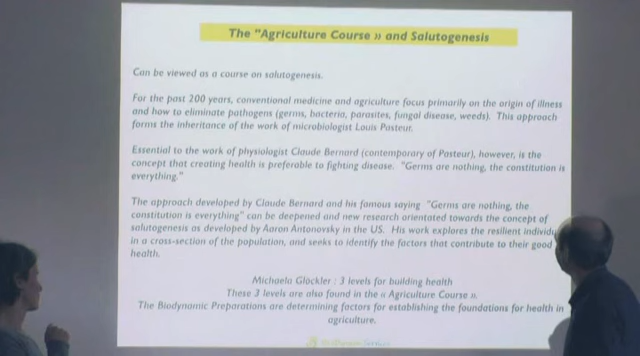 The "Agriculture Course » and Salutogenesis
Can be viewed as a course on salutogenesis.
For the past 200 years, conventional medicine and agriculture focus primarily on the origin of illness
and how to eliminate pathogens (germs, bacteria, parasites, fungal disease, weeds). This approach
forms the inheritance of the work of microbiologist Louis Pasteur.
Essential to the work of physiologist Claude Bernard (contemporary of Pasteur), however, is the
concept that creating health is preferable to fighting disease. "Germs are nothing, the constitution is
everything."
The approach developed by Claude Bernard and his famous saying "Germs are nothing, the
constitution is everything" can be deepened and new research orientated towards the concept of
salutogenesis as developed by Aaron Antonovsky in the US. His work explores the resilient
in a cross-section of the population, and seeks to identify the factors that contribute to their good
health.
Michaela Glöckler : 3 levels for building health
These 3 levels are also found in the « Agriculture Course ».
The Biodynamic Preparations are determining factors for establishing the foundations for health in
agriculture.